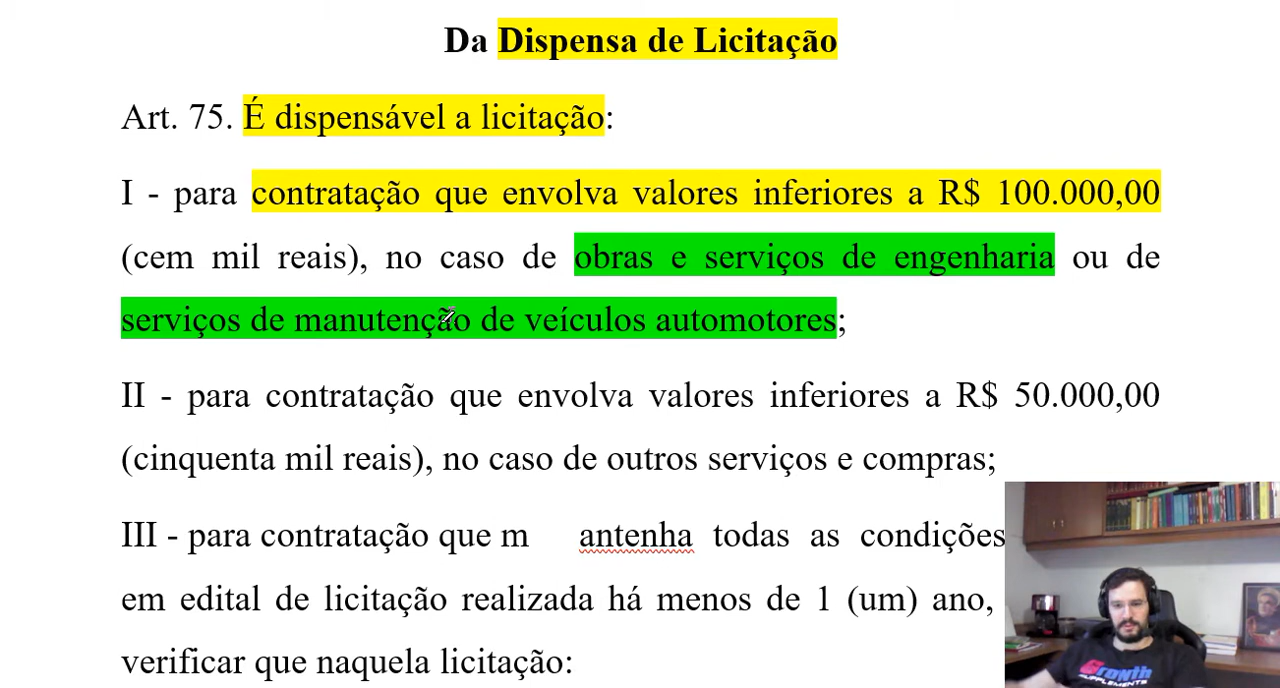 Da Dispensa de Licitação
Art. 75. É dispensável a licitação:
I - para contratação que envolva valores inferiores a R$ 100.000,00
(cem mil reais), no caso de obras e serviços de engenharia ou de
serviços de manutenção de veículos automotores;
II - para contratação que envolva valores inferiores a R$ 50.000,00
(cinquenta mil reais), no caso de outros serviços e compras;
III - para contratação que m antenha todas as condições
em edital de licitação realizada há menos de 1 (um) ano,
verificar que naquela licitação:
Growth
SUPPLEMENTS